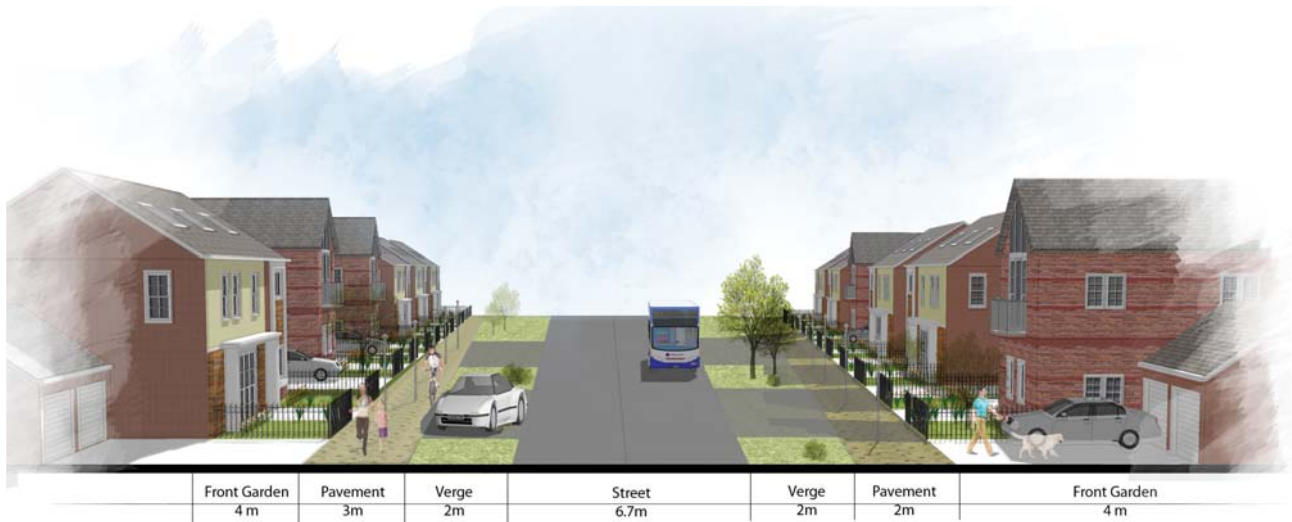 Front Garden Pavement Verge Street Verge Pavement Front Garden
4 m 3m 2m 6.7m 2m 2m 4 m